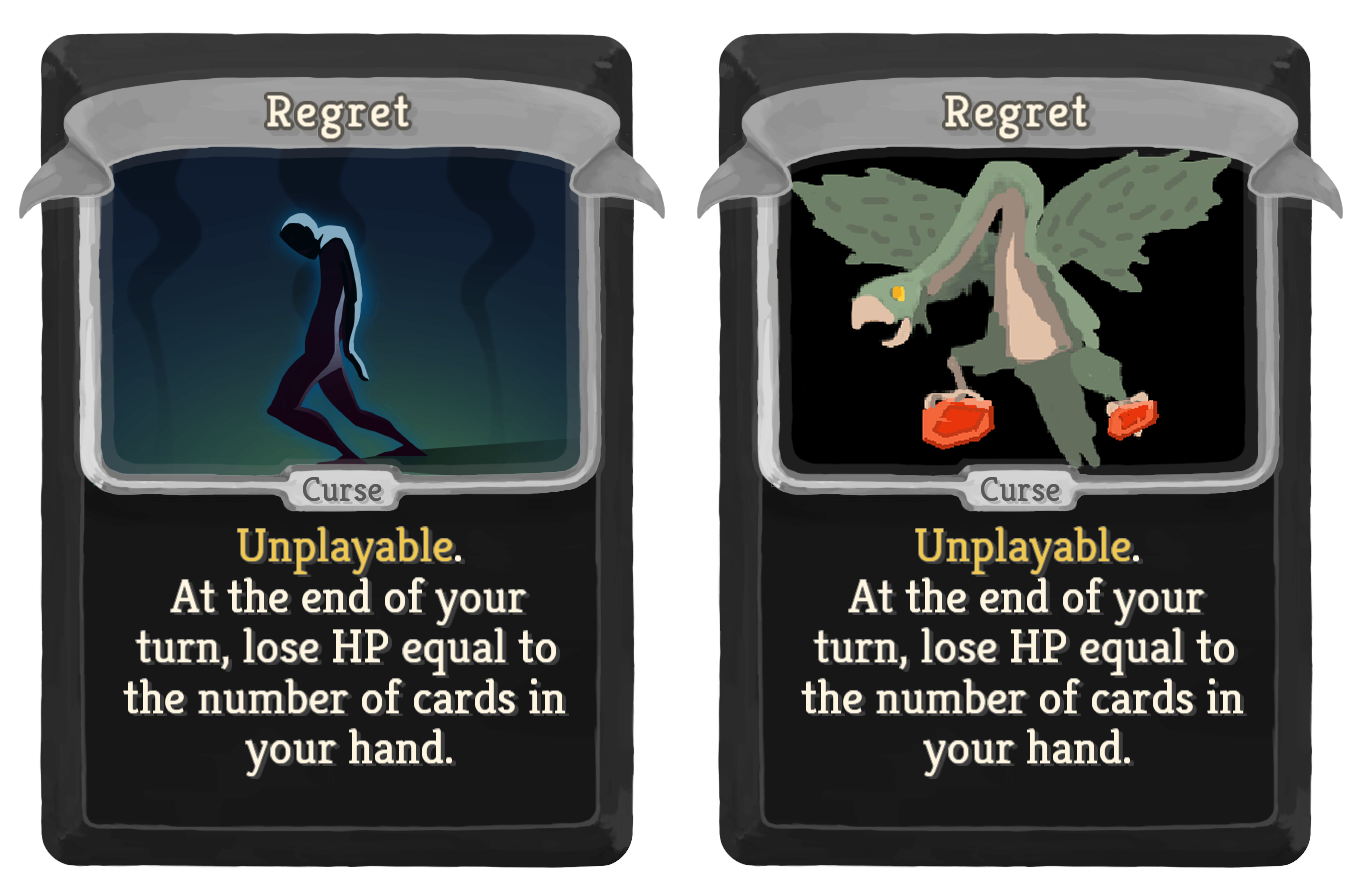 Regret
Curse
Unplayable.
At the end of your
turn, lose HP equal to
the number of cards in
your hand.
Regret
Curse
Unplayable.
At the end of your
turn, lose HP equal to
the number of cards in
your hand.